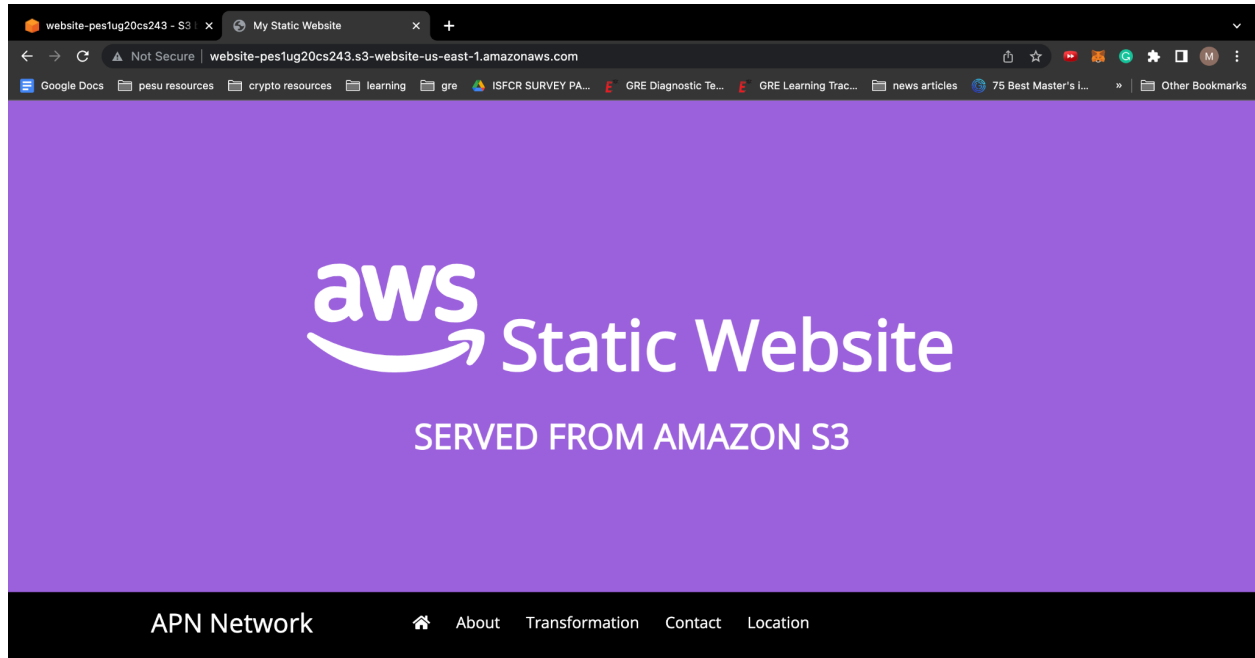 website-pes1ug20cs243 - S3
My Static Website
Not Secure | website-pes1ug20cs243.s3-website-us-east-1.amazonaws.com
M
Google Docs pesu resources crypto resources learning gre ISFCR SURVEY PA... GRE Diagnostic Te... GRE Learning Trac... news articles 75 Best Master's i... » Other Bookmarks
aws Static Website
SERVED FROM AMAZON S3
APN Network About Transformation Contact Location